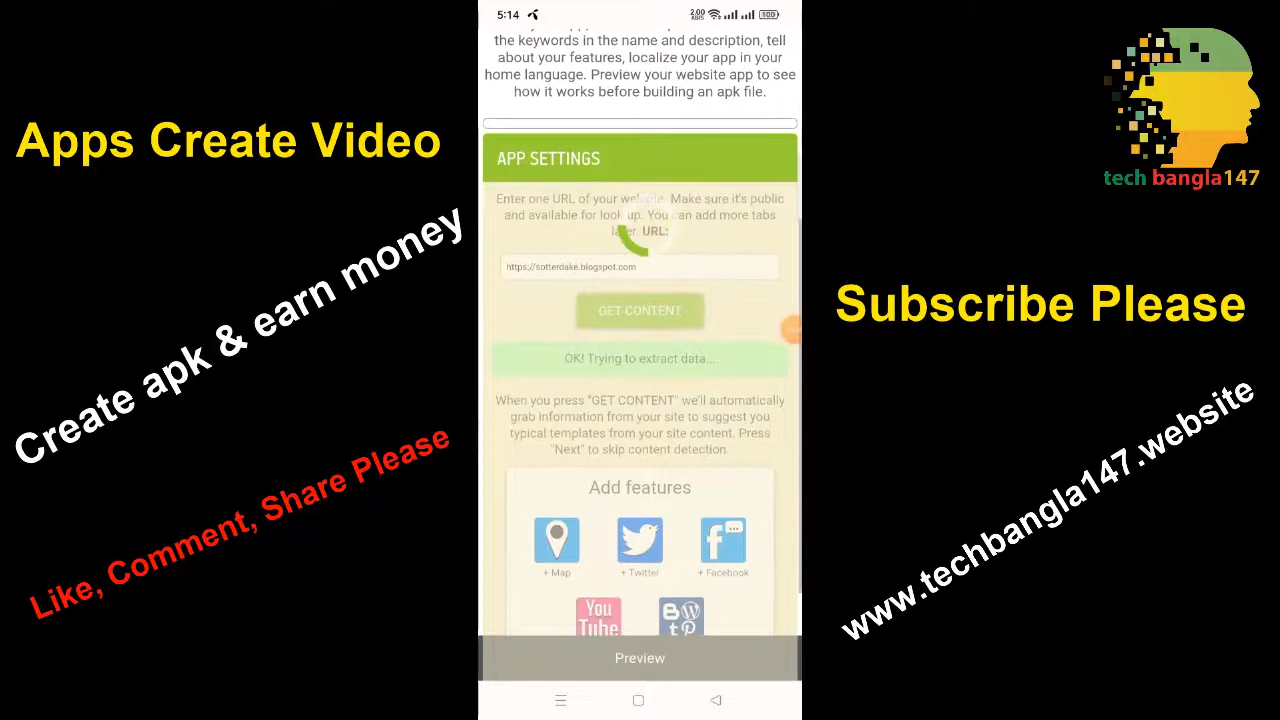 5:14
2.00
KB/S
100
the keywords in the name and description, tell
about your features, localize your app in your
home language. Preview your website app to see
how it works before building an apk file.
APP SETTINGS
Enter one URL of your website. Make sure it's public
and available for look up. You can add more tabs
later. URL:
https://sotterdake.blogspot.com
GET CONTENT
OK! Trying to extract data...
When you press "GET CONTENT" we'll automatically
grab information from your site to suggest you
typical templates from your site content. Press
"Next" to skip content detection.
Add features
+ Map
+ Twitter
+ Facebook
You
Tube
Preview
Apps Create Video
Create apk & earn money
Like, Comment, Share Please
tech bangla147
Subscribe Please
www.techbangla147.website